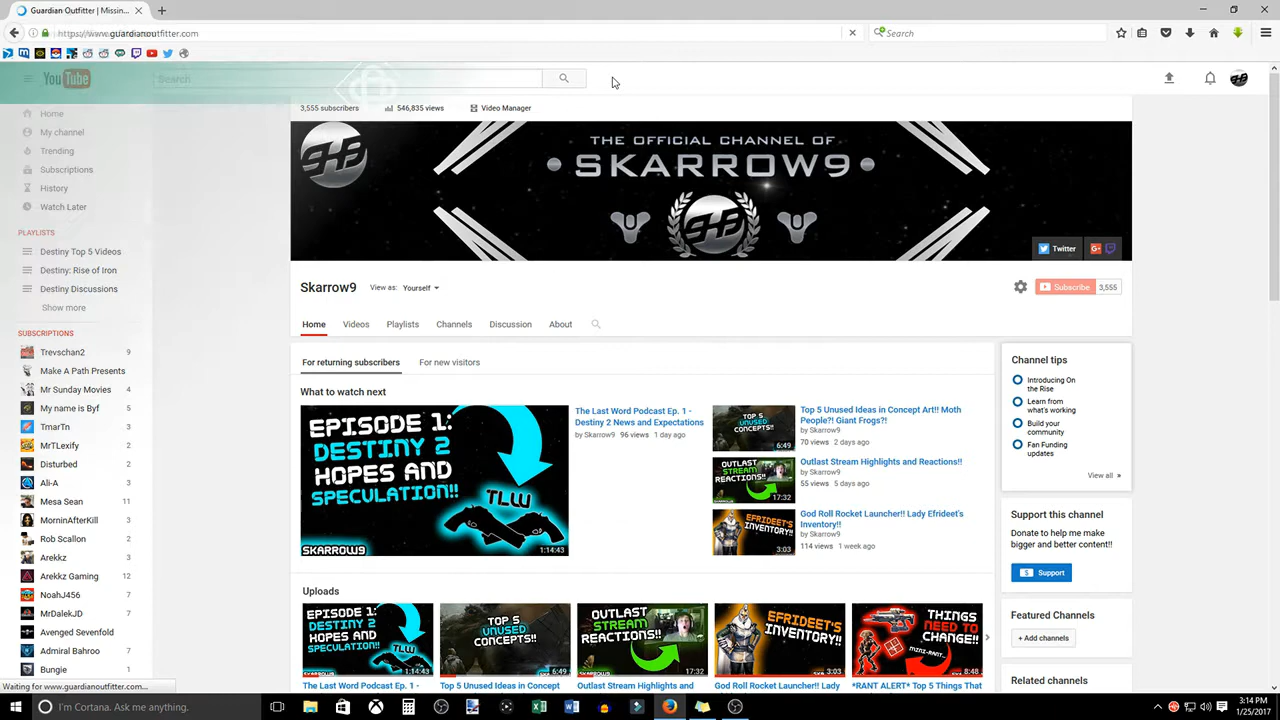 Guardian Outfitter | Missin...
https://www.guardianoutfitter.com
Search
YouTube
Search
3,555 subscribers 546,835 views Video Manager
Home
My channel
Trending
Subscriptions
History
Watch Later
PLAYLISTS
Destiny Top 5 Videos
Destiny: Rise of Iron
Destiny Discussions
Show more
SUBSCRIPTIONS
Trevschan2 9
Make A Path Presents
Mr Sunday Movies 4
My name is Byf 5
TmarTn 3
MrTLexify 2
Disturbed 2
Ali-A 3
Mesa Sean 11
MorninAfterKill 3
Rob Scallon 2
Arekkz 3
Arekkz Gaming 12
NoahJ456 7
MrDalekJD 7
Avenged Sevenfold
Admiral Bahroo 7
Bungie 1
THE OFFICIAL CHANNEL OF
SKARROW9
Twitter
Skarrow9 View as: Yourself
Subscribe 3,555
Home Videos Playlists Channels Discussion About
For returning subscribers For new visitors
What to watch next
EPISODE 1:
DESTINY 2
HOPES AND
SPECULATION!!
TLW
SKARROW9
1:14:43
The Last Word Podcast Ep. 1 -
Destiny 2 News and Expectations
by Skarrow9 96 views 1 day ago
TOP 5
UNUSED
CONCEPTS!!
6:49
Top 5 Unused Ideas in Concept Art!! Moth
People?! Giant Frogs?!
by Skarrow9
70 views 2 days ago
OUTLAST
STREAM
REACTIONS!!
17:32
Outlast Stream Highlights and Reactions!!
by Skarrow9
55 views 5 days ago
EFRIDEET'S
INVENTORY!!
3:03
God Roll Rocket Launcher!! Lady Efrideet's
Inventory!!
by Skarrow9
114 views 1 week ago
Channel tips
Introducing On
the Rise
Learn from
what's working
Build your
community
Fan Funding
updates
View all »
Support this channel
Donate to help me make
bigger and better content!!
Support
Featured Channels
+ Add channels
Related channels
Uploads
EPISODE 1:
DESTINY 2
HOPES AND
SPECULATION!!
TLW
1:14:43
TOP 5
UNUSED
CONCEPTS!!
6:49
OUTLAST
STREAM
REACTIONS!!
17:32
EFRIDEET'S
INVENTORY!!
3:03
THINGS
NEED TO
CHANGE!!
MINI-RANT...
8:48
The Last Word Podcast Ep. 1 -
Top 5 Unused Ideas in Concept
Outlast Stream Highlights and
God Roll Rocket Launcher!! Lady
*RANT ALERT* Top 5 Things That
Waiting for www.guardianoutfitter.com...
I'm Cortana. Ask me anything.
3:14 PM
1/25/2017